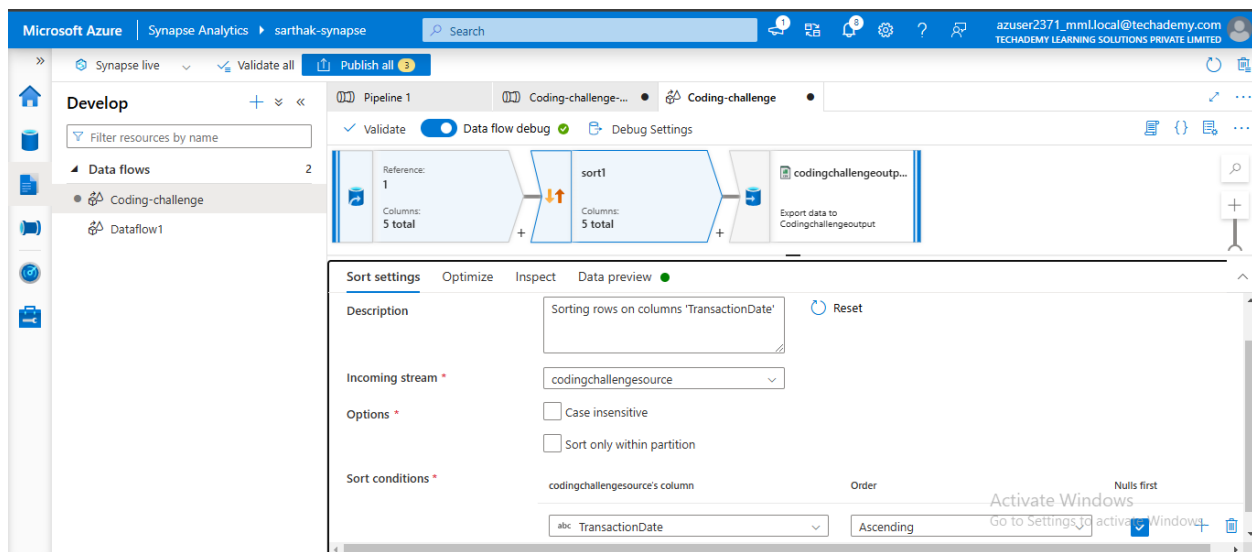 Microsoft Azure Synapse Analytics sarthak-synapse Search 1 8 ? azuser2371_mml.local@techademy.com
TECHADEMY LEARNING SOLUTIONS PRIVATE LIMITED
» Synapse live Validate all Publish all 3
Develop
Filter resources by name
Data flows 2
Coding-challenge
Dataflow1
Pipeline 1 Coding-challenge-... Coding-challenge
Validate Data flow debug Debug Settings {} ...
Reference:
1
Columns:
5 total
+
sort1
Columns:
5 total
+
codingchallengeoutp...
Export data to
Codingchallengeoutput
Sort settings Optimize Inspect Data preview
Description Sorting rows on columns 'TransactionDate' Reset
Incoming stream * codingchallengesource
Options * Case insensitive
Sort only within partition
Sort conditions *
codingchallengesource's column Order Nulls first
abc TransactionDate Ascending
Activate Windows
Go to Settings to activate Windows.